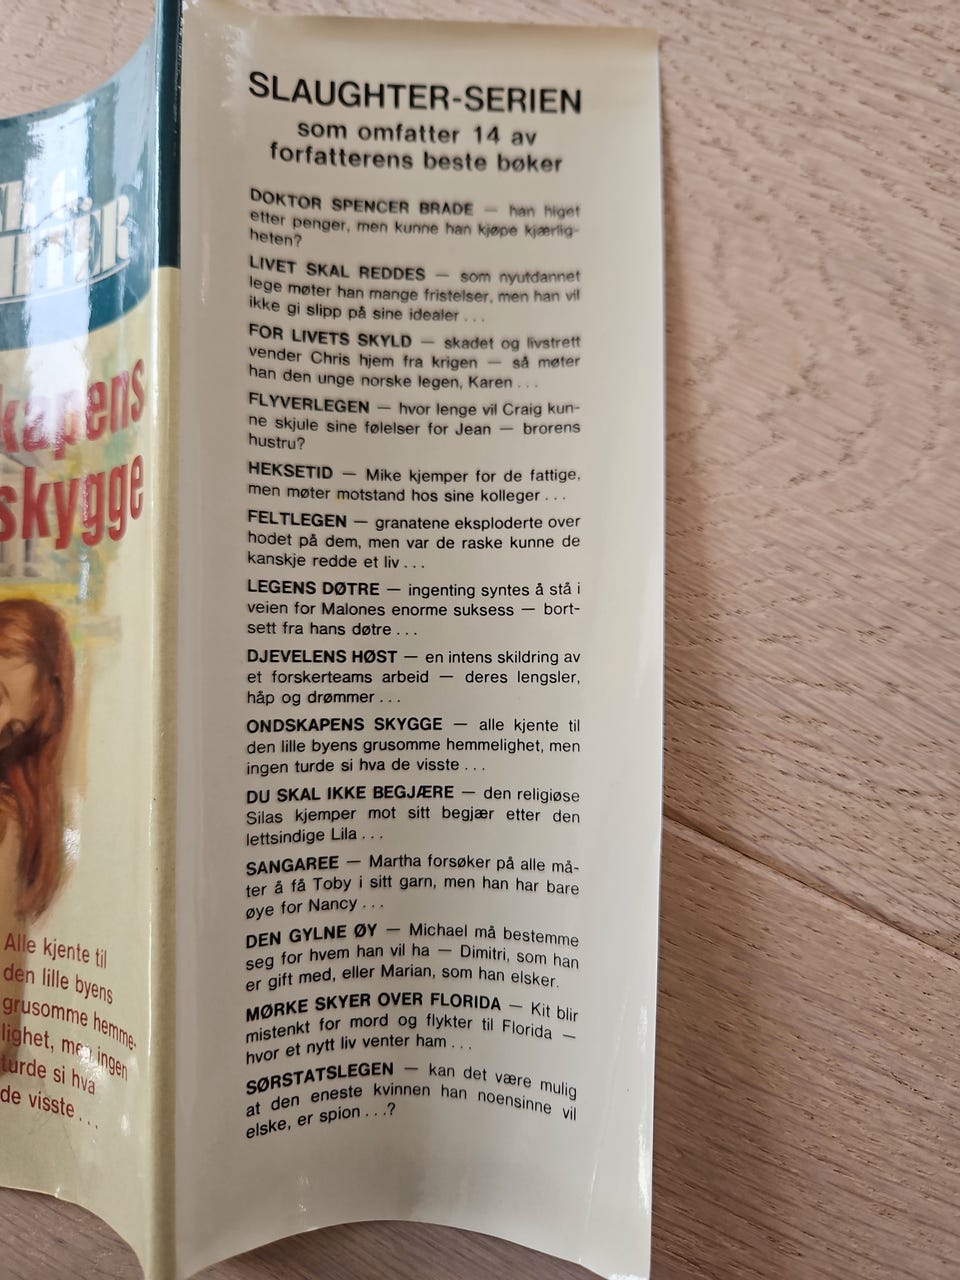 kapens
skygge
Alle kjente til
den lille byens
grusomme hemme-
lighet, men ingen
turde si hva
de visste . . .
SLAUGHTER-SERIEN
som omfatter 14 av
forfatterens beste bøker
DOKTOR SPENCER BRADE — han higet
etter penger, men kunne han kjøpe kjærlig-
heten?
LIVET SKAL REDDES — som nyutdannet
lege møter han mange fristelser, men han vil
ikke gi slipp på sine idealer . . .
FOR LIVETS SKYLD — skadet og livstrett
vender Chris hjem fra krigen — så møter
han den unge norske legen, Karen . . .
FLYVERLEGEN — hvor lenge vil Craig kun-
ne skjule sine følelser for Jean — brorens
hustru?
HEKSETID — Mike kjemper for de fattige,
men møter motstand hos sine kolleger . . .
FELTLEGEN — granatene eksploderte over
hodet på dem, men var de raske kunne de
kanskje redde et liv . . .
LEGENS DØTRE — ingenting syntes å stå i
veien for Malones enorme suksess — bort-
sett fra hans døtre . . .
DJEVELENS HØST — en intens skildring av
et forskerteams arbeid — deres lengsler,
håp og drømmer . . .
ONDSKAPENS SKYGGE — alle kjente til
den lille byens grusomme hemmelighet, men
ingen turde si hva de visste . . .
DU SKAL IKKE BEGJÆRE — den religiøse
Silas kjemper mot sitt begjær etter den
lettsindige Lila . . .
SANGAREE — Martha forsøker på alle må-
ter å få Toby i sitt garn, men han har bare
øye for Nancy . . .
DEN GYLNE ØY — Michael må bestemme
seg for hvem han vil ha — Dimitri, som han
er gift med, eller Marian, som han elsker.
MØRKE SKYER OVER FLORIDA — Kit blir
mistenkt for mord og flykter til Florida —
hvor et nytt liv venter ham . . .
SØRSTATSLEGEN — kan det være mulig
at den eneste kvinnen han noensinne vil
elske, er spion . . .?